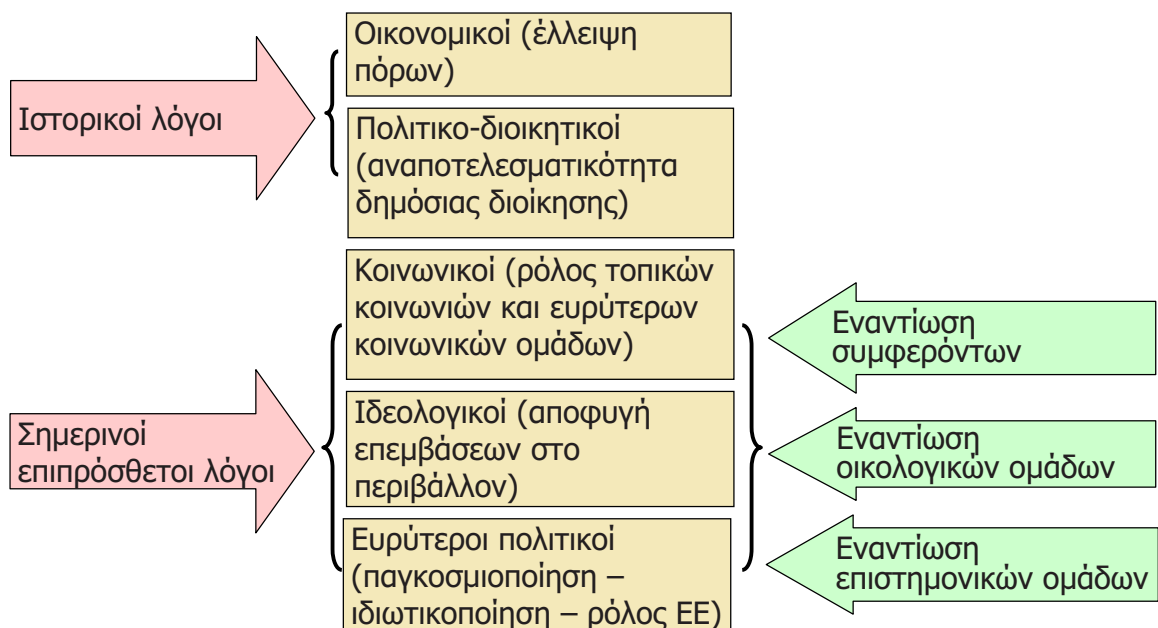 Οικονομικοί (έλλειψη
πόρων)
Ιστορικοί λόγοι
Πολιτικο-διοικητικοί
(αναποτελεσματικότητα
δημόσιας διοίκησης)
Κοινωνικοί (ρόλος τοπικών
κοινωνιών και ευρύτερων
κοινωνικών ομάδων)
Εναντίωση
συμφερόντων
Σημερινοί
επιπρόσθετοι λόγοι
Ιδεολογικοί (αποφυγή
επεμβάσεων στο
περιβάλλον)
Εναντίωση
οικολογικών ομάδων
Ευρύτεροι πολιτικοί
(παγκοσμιοποίηση –
ιδιωτικοποίηση – ρόλος ΕΕ)
Εναντίωση
επιστημονικών ομάδων